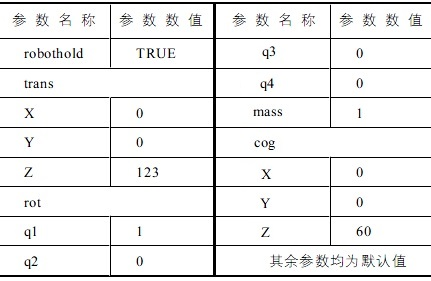 参数名称 参数数值
robothold TRUE
trans
X 0
Y 0
Z 123
rot
q1 1
q2 0
参数名称 参数数值
q3 0
q4 0
mass 1
cog
X 0
Y 0
Z 60
其余参数均为默认值